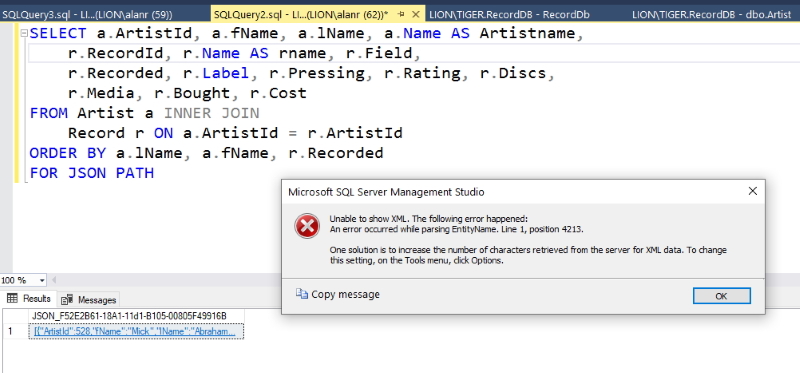 SQLQuery3.sql - LI...(LION\alanr (59)) SQLQuery2.sql - LI...(LION\alanr (62))* LION\TIGER.RecordDB - RecordDb LION\TIGER.RecordDB - dbo.Artist
SELECT a.ArtistId, a.fName, a.lName, a.Name AS Artistname,
r.RecordId, r.Name AS rname, r.Field,
r.Recorded, r.Label, r.Pressing, r.Rating, r.Discs,
r.Media, r.Bought, r.Cost
FROM Artist a INNER JOIN
Record r ON a.ArtistId = r.ArtistId
ORDER BY a.lName, a.fName, r.Recorded
FOR JSON PATH
Microsoft SQL Server Management Studio
Unable to show XML. The following error happened:
An error occurred while parsing EntityName. Line 1, position 4213.
One solution is to increase the number of characters retrieved from the server for XML data. To change
this setting, on the Tools menu, click Options.
Copy message
OK
100 %
Results Messages
JSON_F52E2B61-18A1-11d1-B105-00805F49916B
1 [{"ArtistId":528,"fName":"Mick","lName":"Abraham...